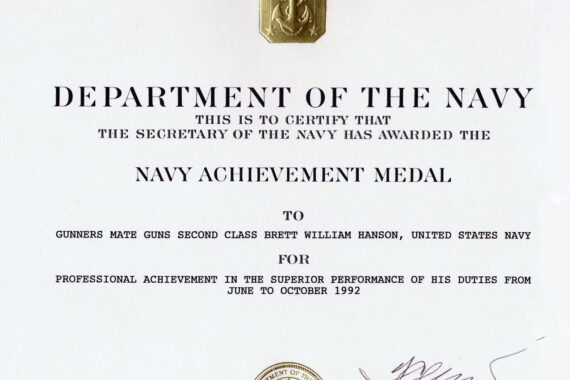 DEPARTMENT OF THE NAVY
THIS IS TO CERTIFY THAT
THE SECRETARY OF THE NAVY HAS AWARDED THE
NAVY ACHIEVEMENT MEDAL
TO
GUNNERS MATE GUNS SECOND CLASS BRETT WILLIAM HANSON, UNITED STATES NAVY
FOR
PROFESSIONAL ACHIEVEMENT IN THE SUPERIOR PERFORMANCE OF HIS DUTIES FROM
JUNE TO OCTOBER 1992